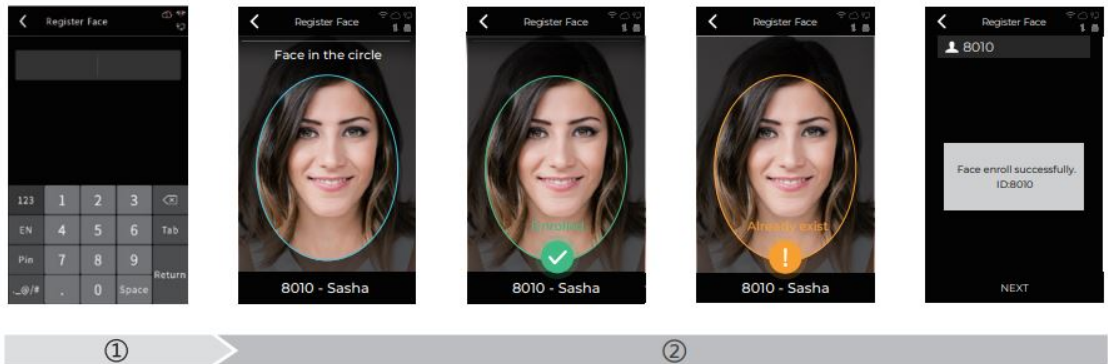 Register Face
123 1 2 3
EN 4 5 6 Tab
Pin 7 8 9
._@/# . 0 Space Return
Register Face
Face in the circle
8010 - Sasha
Register Face
Enrolled
8010 - Sasha
Register Face
Already exist
8010 - Sasha
Register Face
8010
Face enroll successfully.
ID:8010
NEXT
①
②